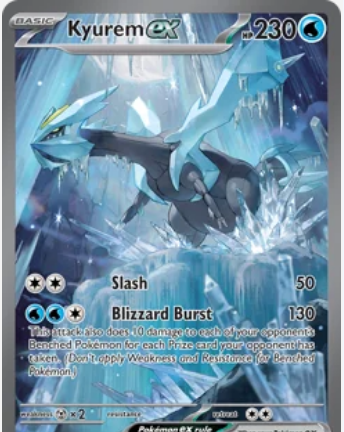 BASIC Kyurem ex HP 230
Slash 50
Blizzard Burst 130
This attack also does 10 damage to each of your opponent's
Benched Pokémon for each Prize card your opponent has
taken. (Don't apply Weakness and Resistance for Benched
Pokémon.)
weakness ×2 resistance retreat
Pokémon ex rule